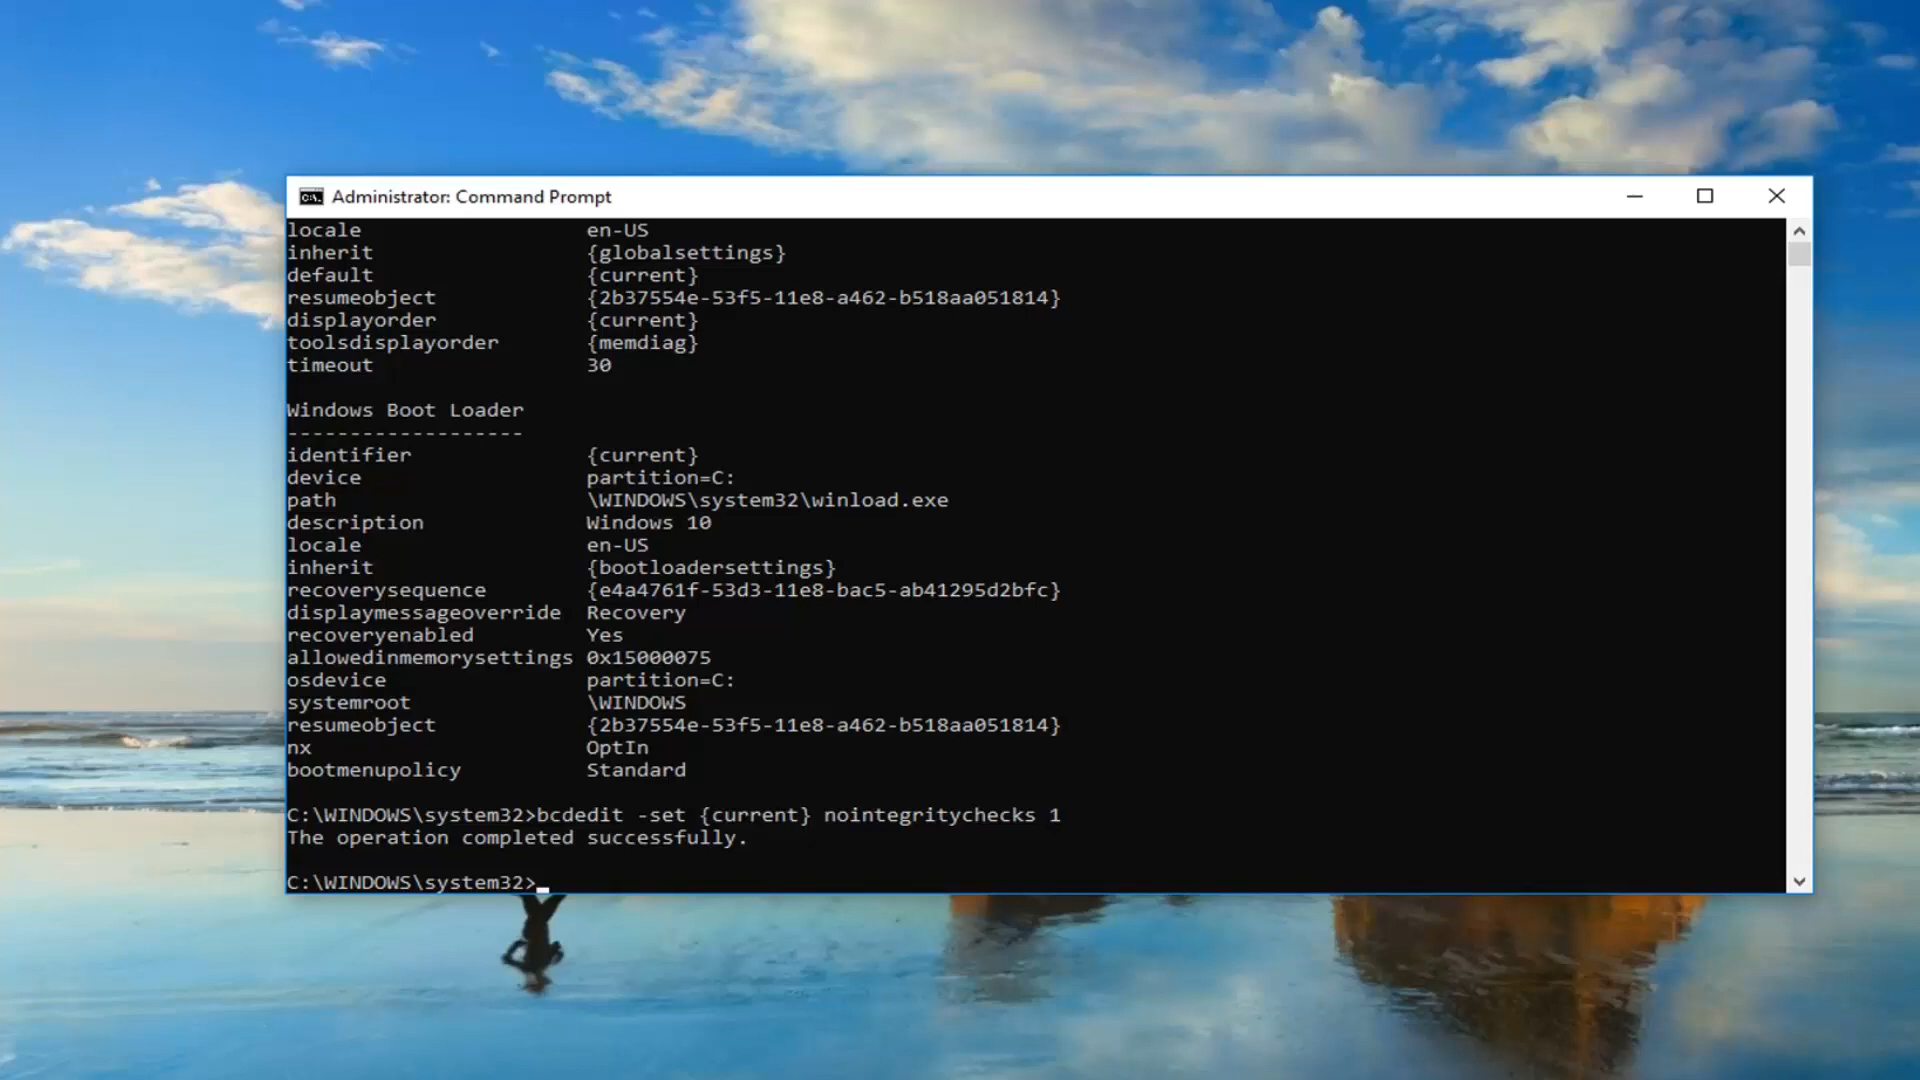 Administrator: Command Prompt
locale en-US
inherit {globalsettings}
default {current}
resumeobject {2b37554e-53f5-11e8-a462-b518aa051814}
displayorder {current}
toolsdisplayorder {memdiag}
timeout 30
Windows Boot Loader
-------------------
identifier {current}
device partition=C:
path \WINDOWS\system32\winload.exe
description Windows 10
locale en-US
inherit {bootloadersettings}
recoverysequence {e4a4761f-53d3-11e8-bac5-ab41295d2bfc}
displaymessageoverride Recovery
recoveryenabled Yes
allowedinmemorysettings 0x15000075
osdevice partition=C:
systemroot \WINDOWS
resumeobject {2b37554e-53f5-11e8-a462-b518aa051814}
nx OptIn
bootmenupolicy Standard
C:\WINDOWS\system32>bcdedit -set {current} nointegritychecks 1
The operation completed successfully.
C:\WINDOWS\system32>